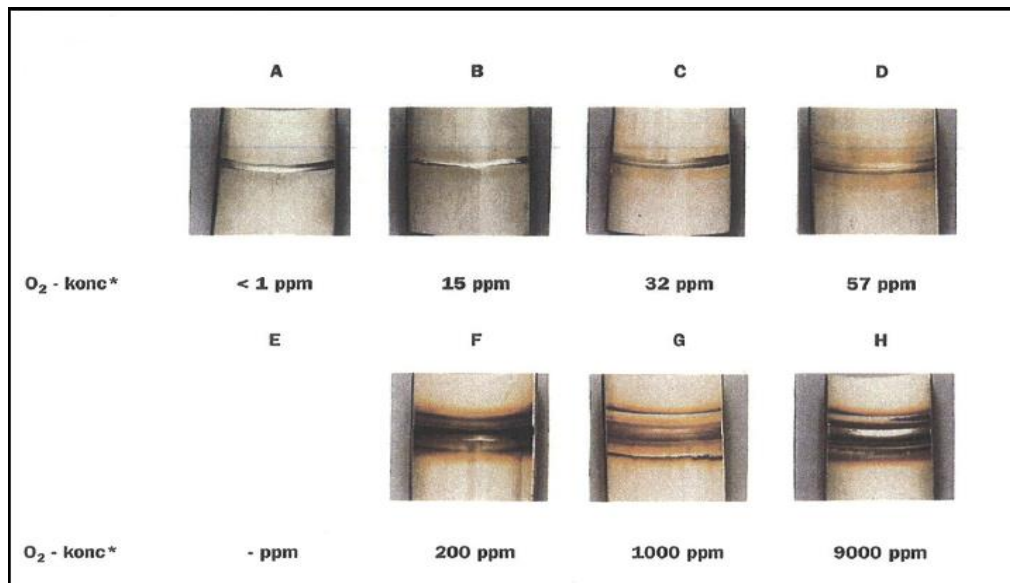 A B C D
O₂ - konc* < 1 ppm 15 ppm 32 ppm 57 ppm
E F G H
O₂ - konc* - ppm 200 ppm 1000 ppm 9000 ppm